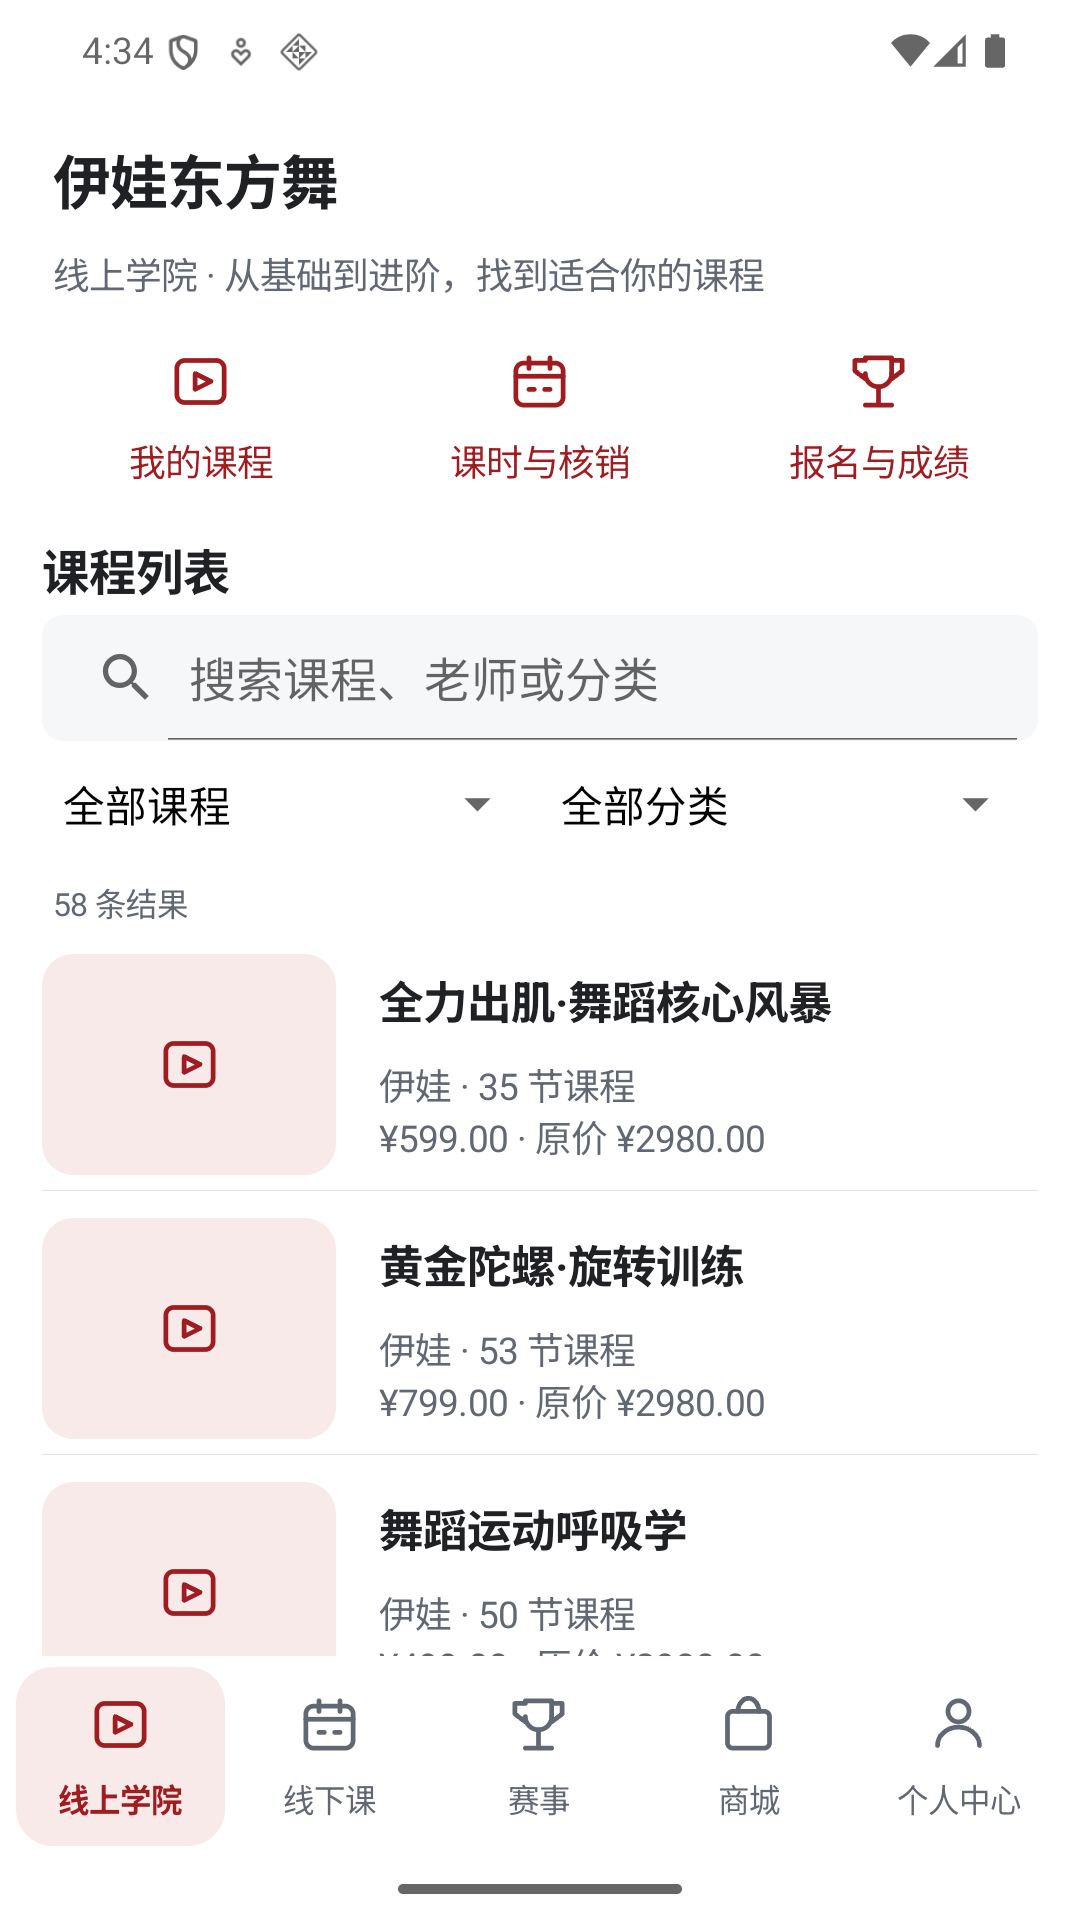 4:34
伊娃东方舞
线上学院 · 从基础到进阶，找到适合你的课程
我的课程
课时与核销
报名与成绩
课程列表
搜索课程、老师或分类
全部课程
全部分类
58 条结果
全力出肌·舞蹈核心风暴
伊娃 · 35 节课程
¥599.00 · 原价 ¥2980.00
黄金陀螺·旋转训练
伊娃 · 53 节课程
¥799.00 · 原价 ¥2980.00
舞蹈运动呼吸学
伊娃 · 50 节课程
线上学院
线下课
赛事
商城
个人中心